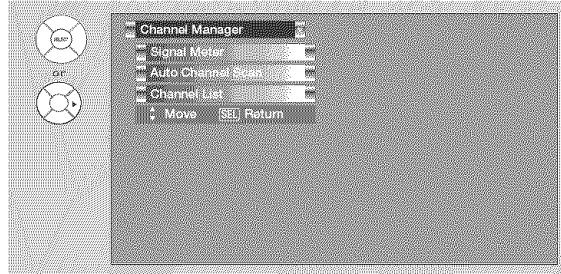 SELECT
or
Channel Manager
Signal Meter
Auto Channel Scan
Channel List
Move SEL Return